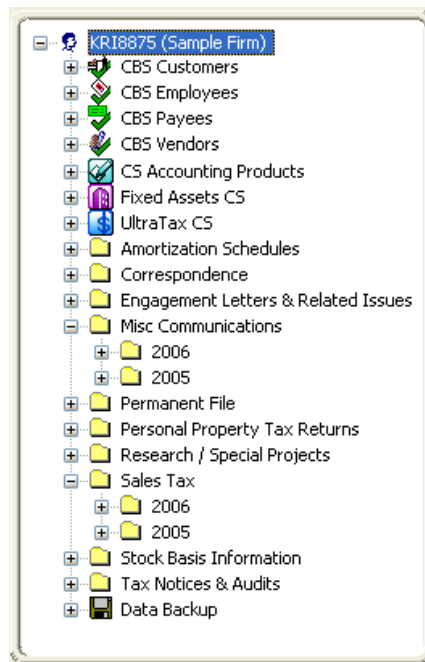 KRI8875 (Sample Firm)
CBS Customers
CBS Employees
CBS Payees
CBS Vendors
CS Accounting Products
Fixed Assets CS
UltraTax CS
Amortization Schedules
Correspondence
Engagement Letters & Related Issues
Misc Communications
2006
2005
Permanent File
Personal Property Tax Returns
Research / Special Projects
Sales Tax
2006
2005
Stock Basis Information
Tax Notices & Audits
Data Backup